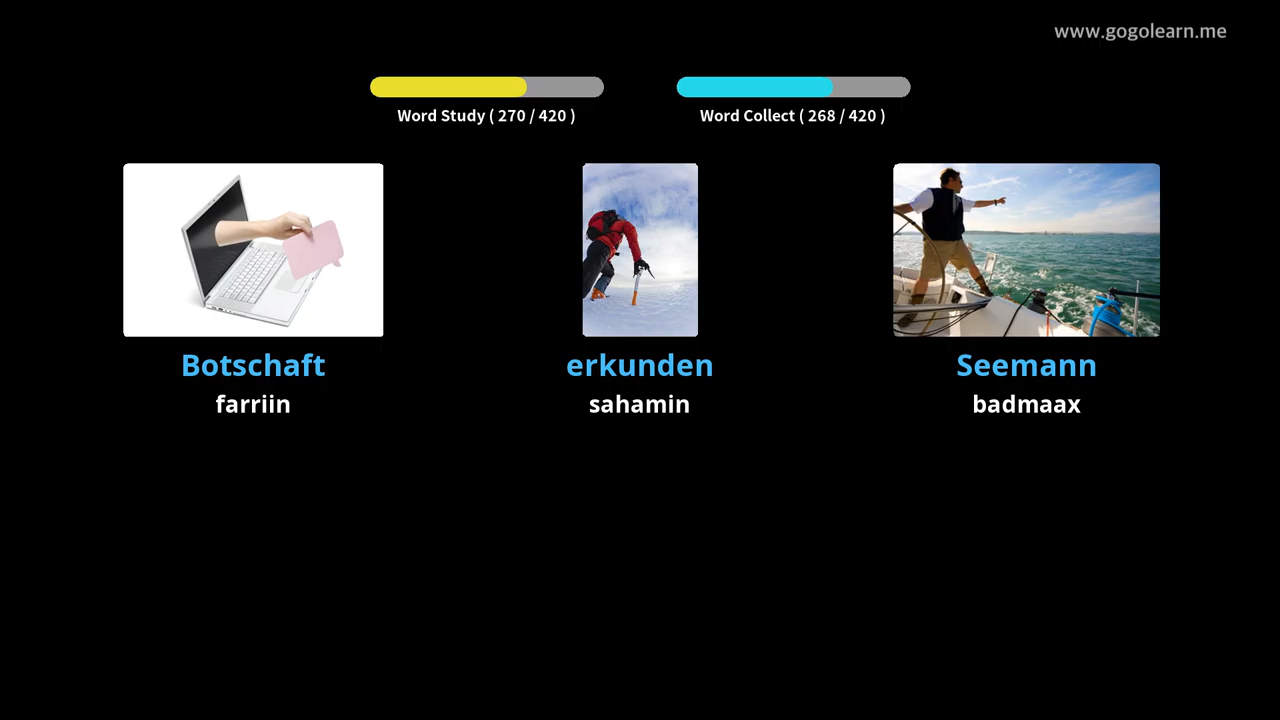 www.gogolearn.me
Word Study ( 270 / 420 )
Word Collect ( 268 / 420 )
Botschaft
farriin
erkunden
sahamin
Seemann
badmaax